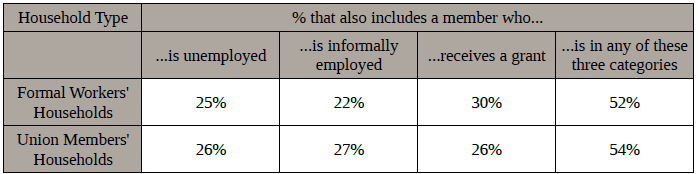 Household Type
% that also includes a member who...
...is unemployed
...is informally
employed
...receives a grant
...is in any of these
three categories
Formal Workers'
Households
25%
22%
30%
52%
Union Members'
Households
26%
27%
26%
54%